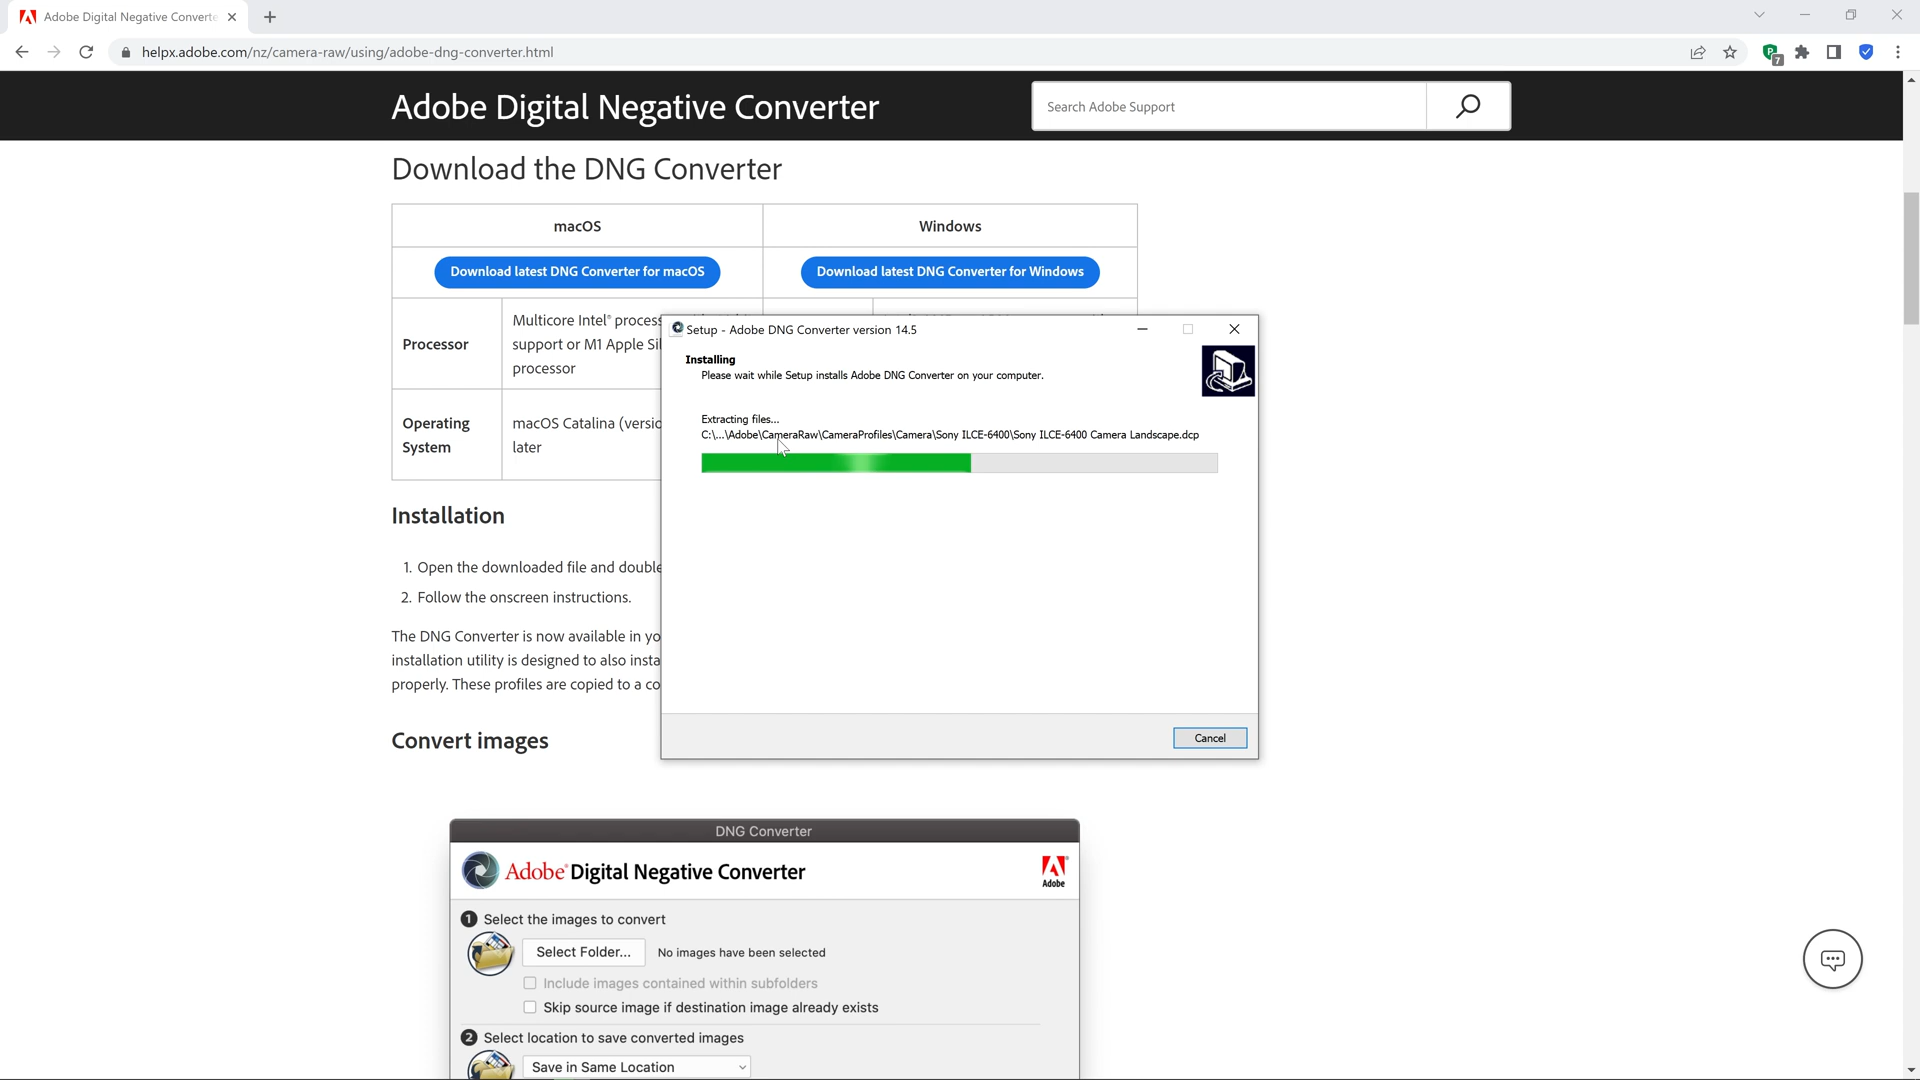 Adobe Digital Negative Converte
helpx.adobe.com/nz/camera-raw/using/adobe-dng-converter.html
7
Adobe Digital Negative Converter
Search Adobe Support
Download the DNG Converter
macOS
Windows
Download latest DNG Converter for macOS
Download latest DNG Converter for Windows
Processor
Multicore Intel® process
support or M1 Apple Sil
processor
Operating
System
macOS Catalina (versio
later
Setup - Adobe DNG Converter version 14.5
Installing
Please wait while Setup installs Adobe DNG Converter on your computer.
Extracting files...
C:\...\Adobe\CameraRaw\CameraProfiles\Camera\Sony ILCE-6400\Sony ILCE-6400 Camera Landscape.dcp
Cancel
Installation
1. Open the downloaded file and double
2. Follow the onscreen instructions.
The DNG Converter is now available in yo
installation utility is designed to also insta
properly. These profiles are copied to a co
Convert images
DNG Converter
Adobe® Digital Negative Converter
Adobe
1 Select the images to convert
Select Folder...
No images have been selected
Include images contained within subfolders
Skip source image if destination image already exists
2 Select location to save converted images
Save in Same Location